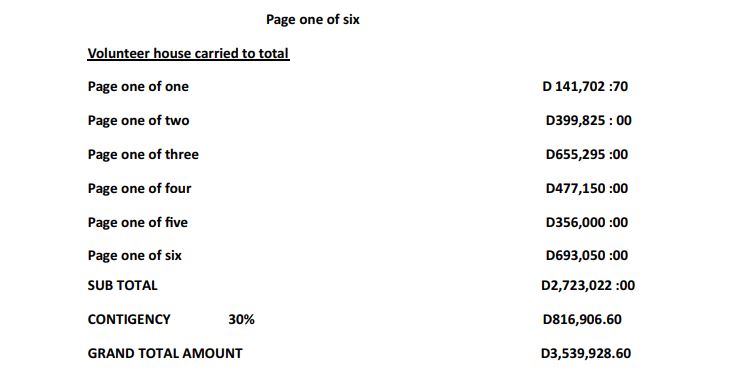 Page one of six
Volunteer house carried to total
Page one of one D 141,702 :70
Page one of two D399,825 : 00
Page one of three D655,295 :00
Page one of four D477,150 :00
Page one of five D356,000 :00
Page one of six D693,050 :00
SUB TOTAL D2,723,022 :00
CONTIGENCY 30% D816,906.60
GRAND TOTAL AMOUNT D3,539,928.60